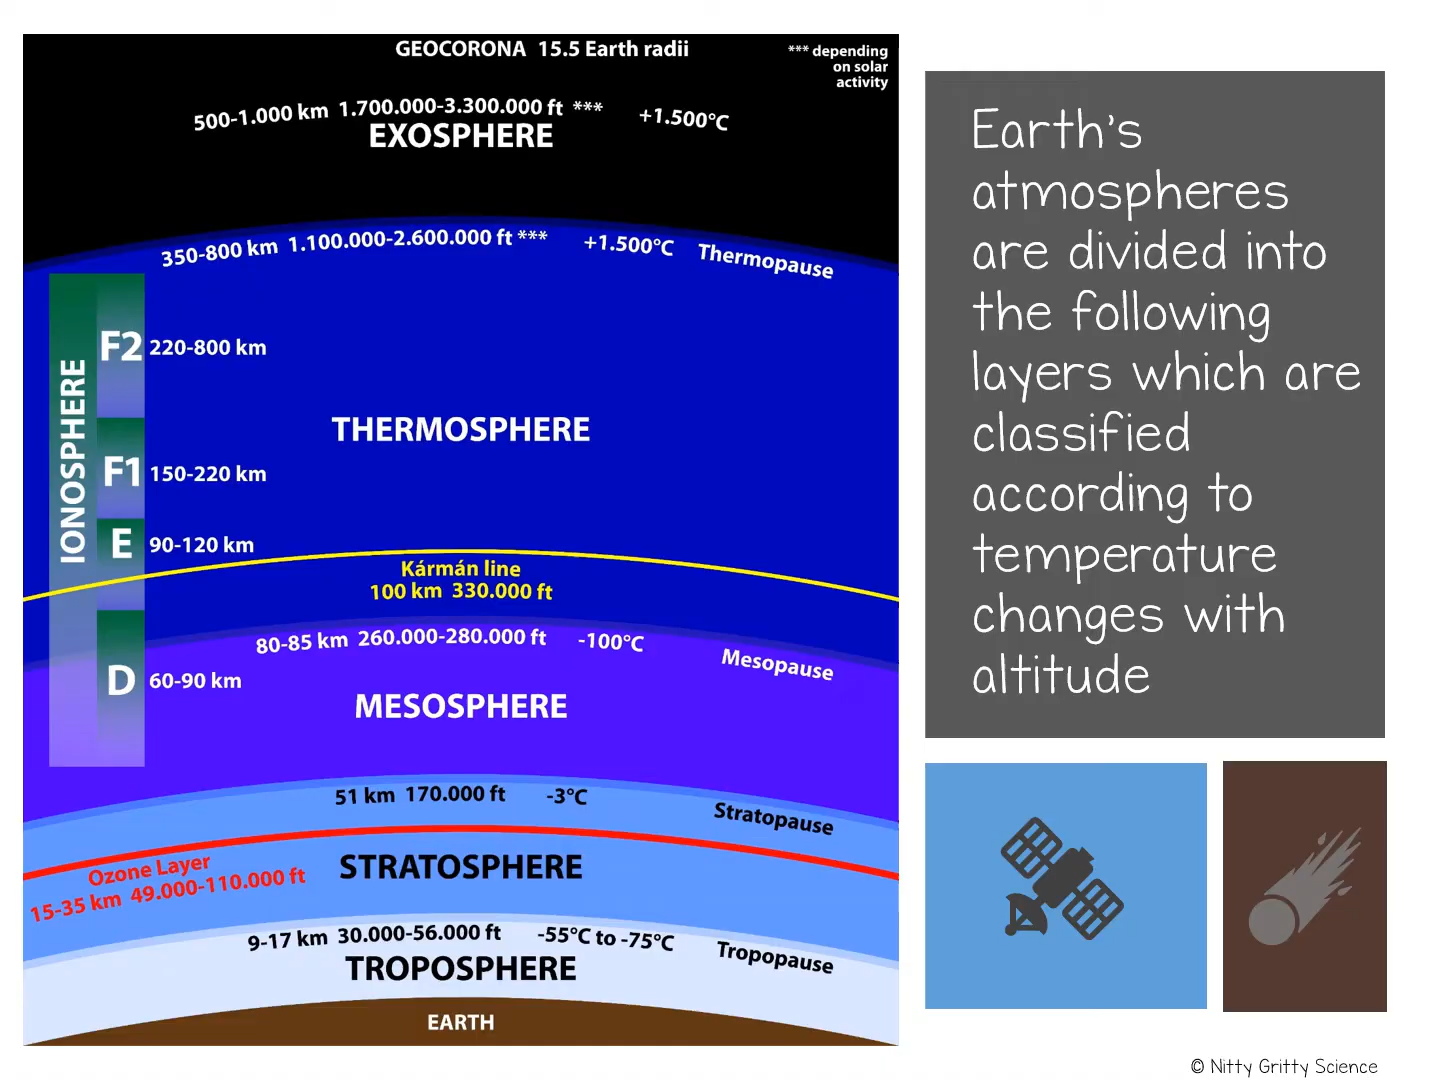 GEOCORONA 15.5 Earth radii
*** depending
on solar
activity
500-1.000 km 1.700.000-3.300.000 ft *** +1.500°C
EXOSPHERE
350-800 km 1.100.000-2.600.000 ft *** +1.500°C Thermopause
IONOSPHERE
F2 220-800 km
THERMOSPHERE
F1 150-220 km
E 90-120 km
Kármán line
100 km 330.000 ft
80-85 km 260.000-280.000 ft -100°C Mesopause
D 60-90 km
MESOSPHERE
51 km 170.000 ft -3°C Stratopause
Ozone Layer
15-35 km 49.000-110.000 ft
STRATOSPHERE
9-17 km 30.000-56.000 ft -55°C to -75°C Tropopause
TROPOSPHERE
EARTH
Earth's
atmospheres
are divided into
the following
layers which are
classified
according to
temperature
changes with
altitude
© Nitty Gritty Science